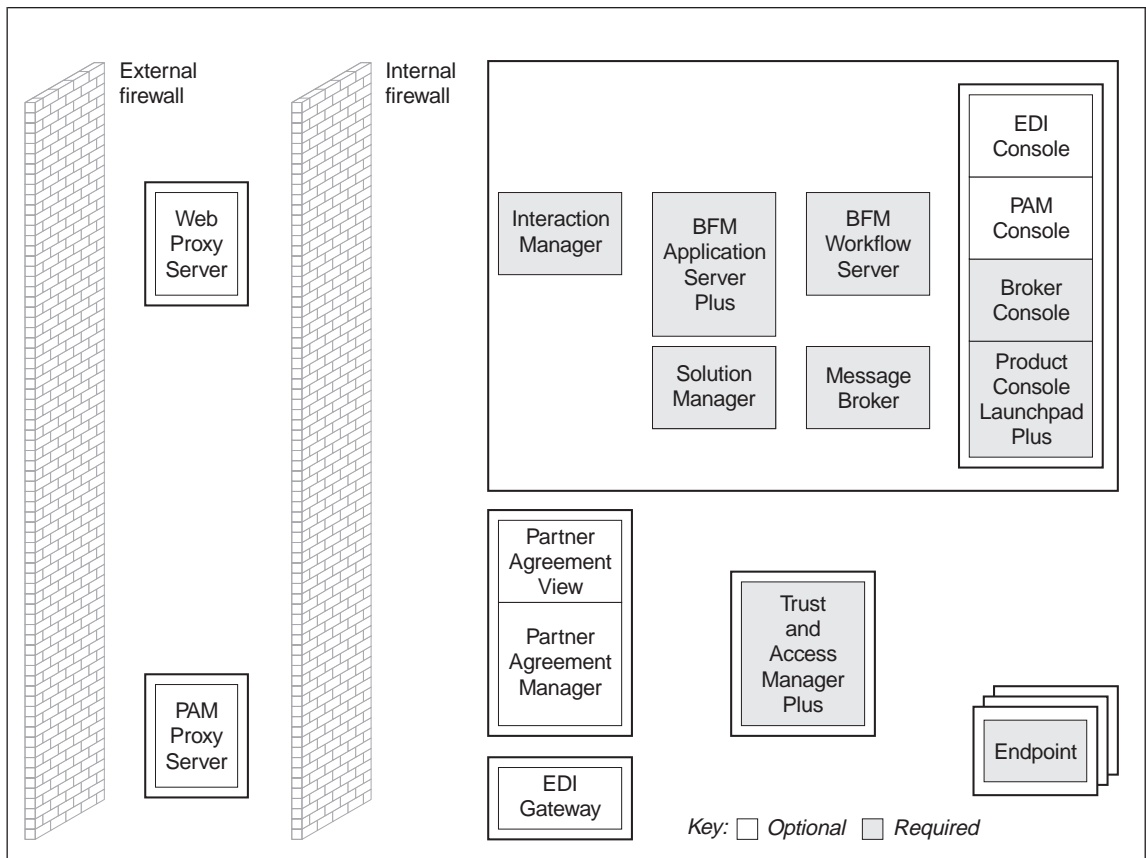 External
firewall
Internal
firewall
Web
Proxy
Server
PAM
Proxy
Server
Interaction
Manager
BFM
Application
Server
Plus
BFM
Workflow
Server
Solution
Manager
Message
Broker
EDI
Console
PAM
Console
Broker
Console
Product
Console
Launchpad
Plus
Partner
Agreement
View
Partner
Agreement
Manager
EDI
Gateway
Trust
and
Access
Manager
Plus
Endpoint
Key: Optional Required